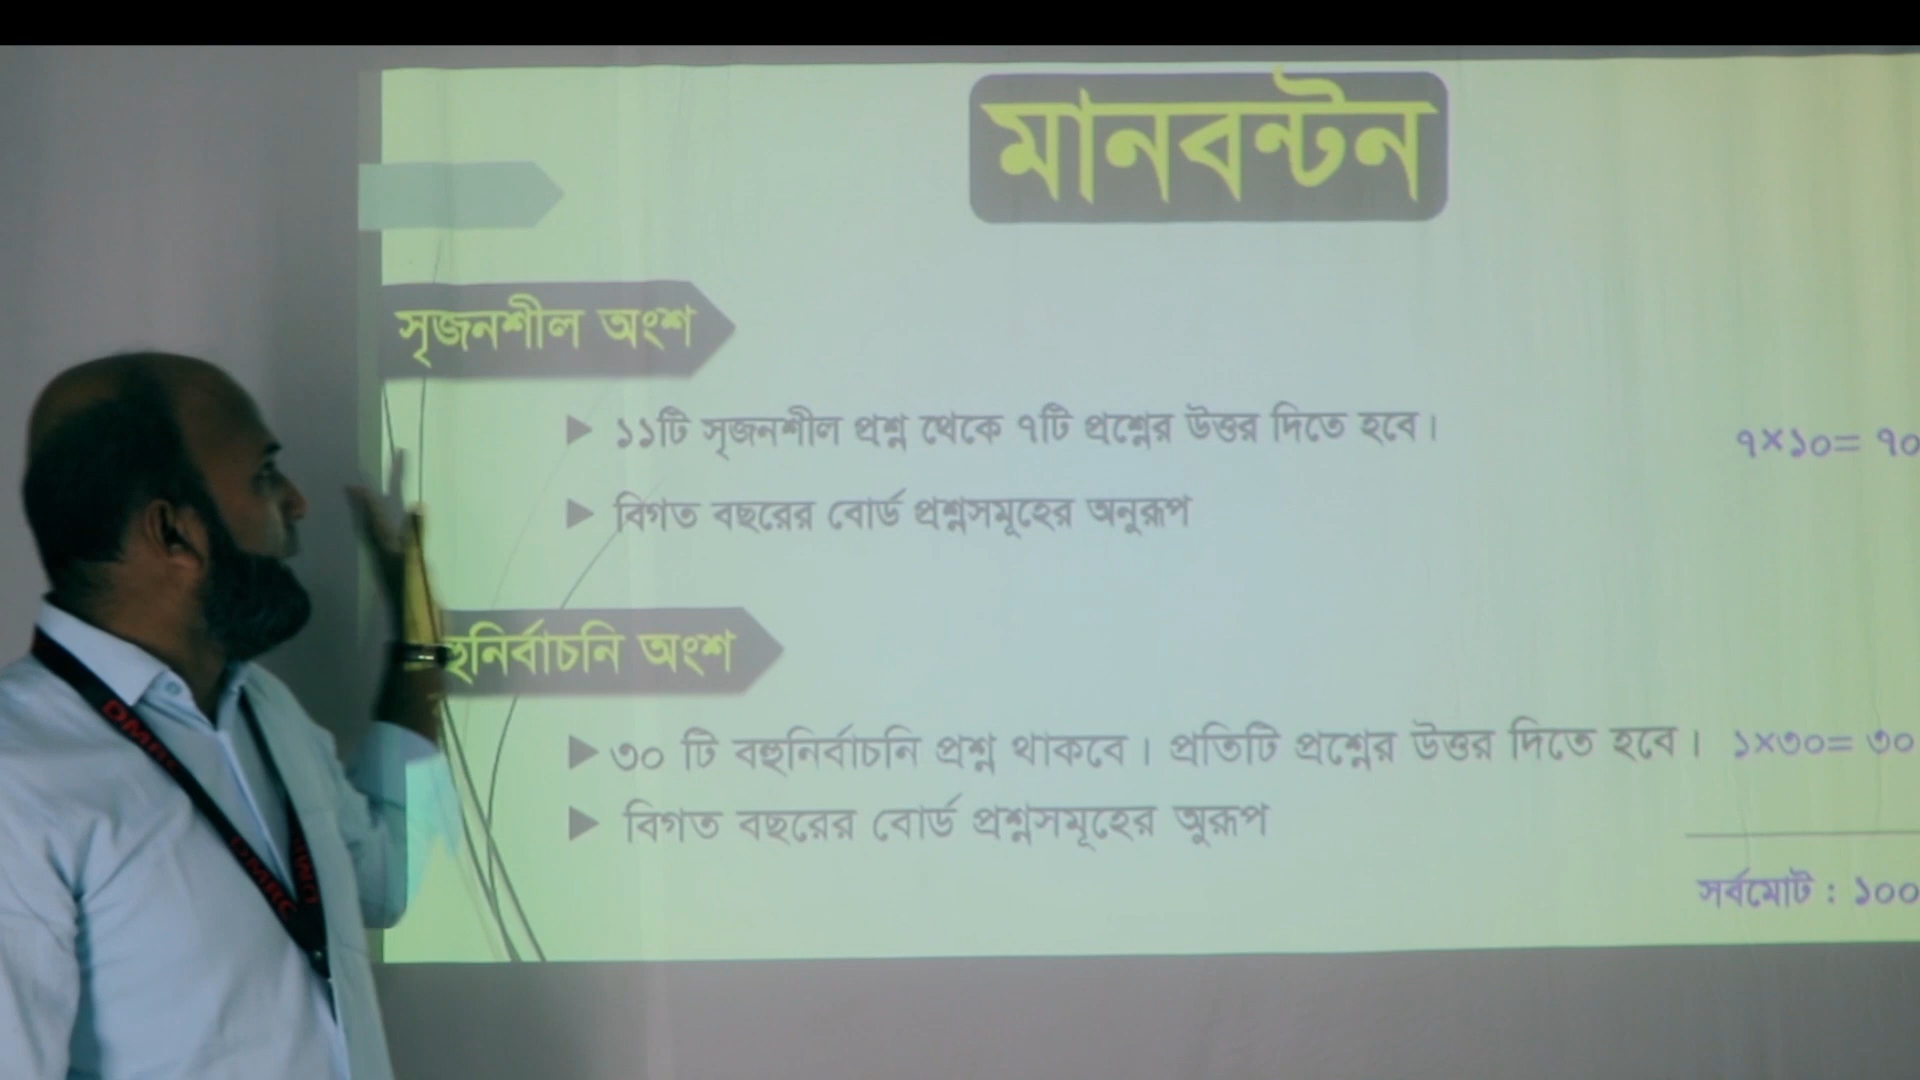 মানবন্টন
সৃজনশীল অংশ
১১টি সৃজনশীল প্রশ্ন থেকে ৭টি প্রশ্নের উত্তর দিতে হবে। ৭×১০= ৭০
বিগত বছরের বোর্ড প্রশ্নসমূহের অনুরূপ
হুনির্বাচনি অংশ
৩০ টি বহুনির্বাচনি প্রশ্ন থাকবে। প্রতিটি প্রশ্নের উত্তর দিতে হবে। ১×৩০= ৩০
বিগত বছরের বোর্ড প্রশ্নসমূহের অুরূপ
সর্বমোট : ১০০
DMRC
DMRC